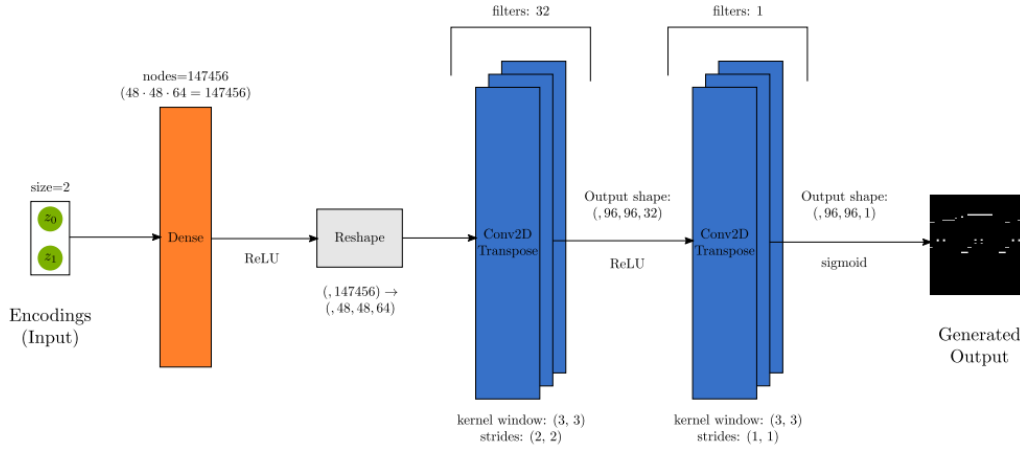 filters: 32
filters: 1
nodes=147456
(48 · 48 · 64 = 147456)
size=2
z₀
z₁
Encodings
(Input)
Dense
ReLU
Reshape
(, 147456) →
(, 48, 48, 64)
Conv2D
Transpose
kernel window: (3, 3)
strides: (2, 2)
Output shape:
(, 96, 96, 32)
ReLU
Conv2D
Transpose
kernel window: (3, 3)
strides: (1, 1)
Output shape:
(, 96, 96, 1)
sigmoid
Generated
Output